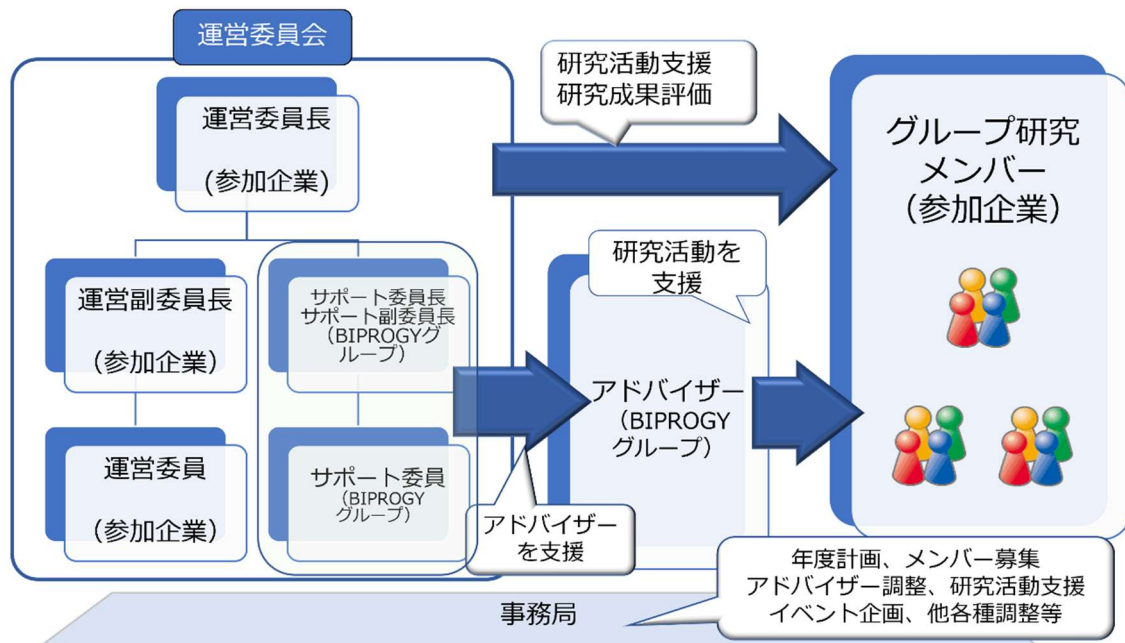 運営委員会
運営委員長
(参加企業)
運営副委員長
(参加企業)
サポート委員長
サポート副委員長
（BIPROGYグ
ループ）
運営委員
(参加企業)
サポート委員
（BIPROGY
グループ）
研究活動支援
研究成果評価
研究活動を
支援
アドバイザー
（BIPROGY
グループ）
アドバイザー
を支援
グループ研究
メンバー
（参加企業）
年度計画、メンバー募集
アドバイザー調整、研究活動支援
イベント企画、他各種調整等
事務局